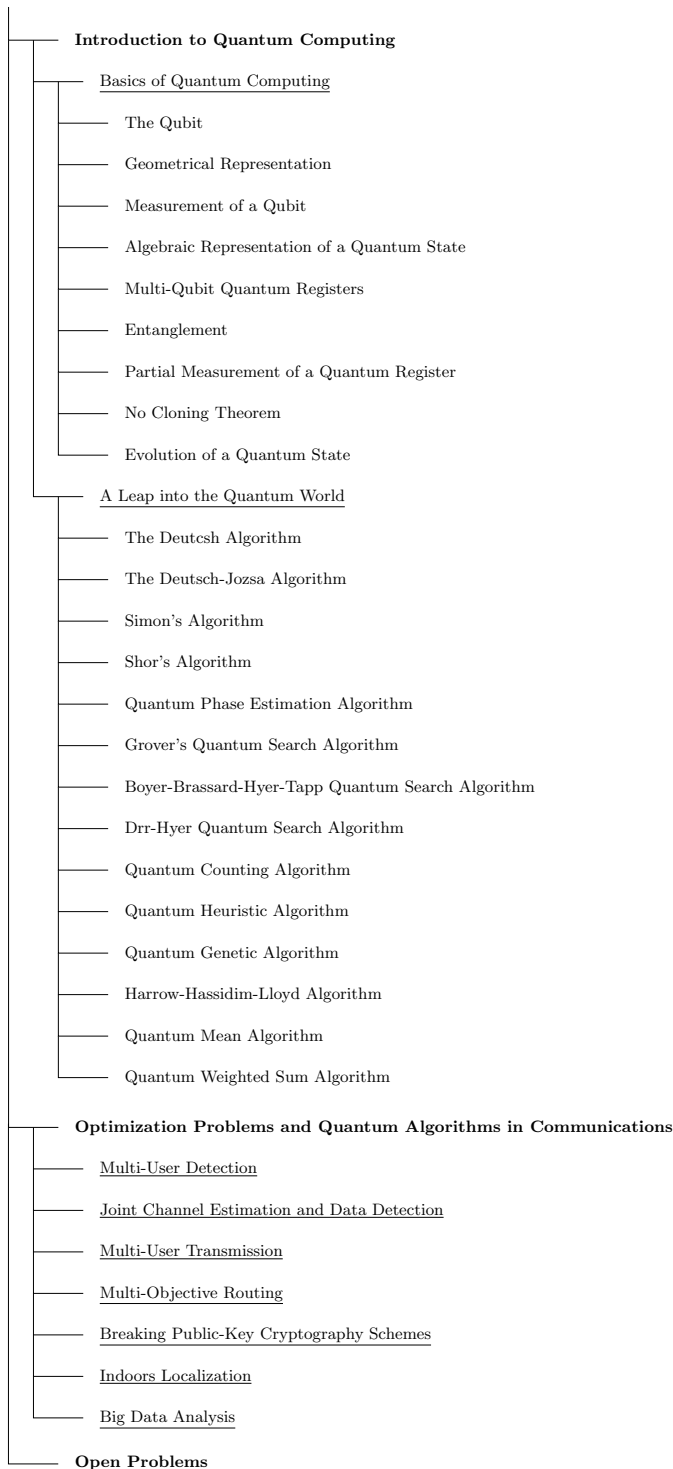 Introduction to Quantum Computing
Basics of Quantum Computing
The Qubit
Geometrical Representation
Measurement of a Qubit
Algebraic Representation of a Quantum State
Multi-Qubit Quantum Registers
Entanglement
Partial Measurement of a Quantum Register
No Cloning Theorem
Evolution of a Quantum State
A Leap into the Quantum World
The Deutcsh Algorithm
The Deutsch-Jozsa Algorithm
Simon's Algorithm
Shor's Algorithm
Quantum Phase Estimation Algorithm
Grover's Quantum Search Algorithm
Boyer-Brassard-Hyer-Tapp Quantum Search Algorithm
Drr-Hyer Quantum Search Algorithm
Quantum Counting Algorithm
Quantum Heuristic Algorithm
Quantum Genetic Algorithm
Harrow-Hassidim-Lloyd Algorithm
Quantum Mean Algorithm
Quantum Weighted Sum Algorithm
Optimization Problems and Quantum Algorithms in Communications
Multi-User Detection
Joint Channel Estimation and Data Detection
Multi-User Transmission
Multi-Objective Routing
Breaking Public-Key Cryptography Schemes
Indoors Localization
Big Data Analysis
Open Problems